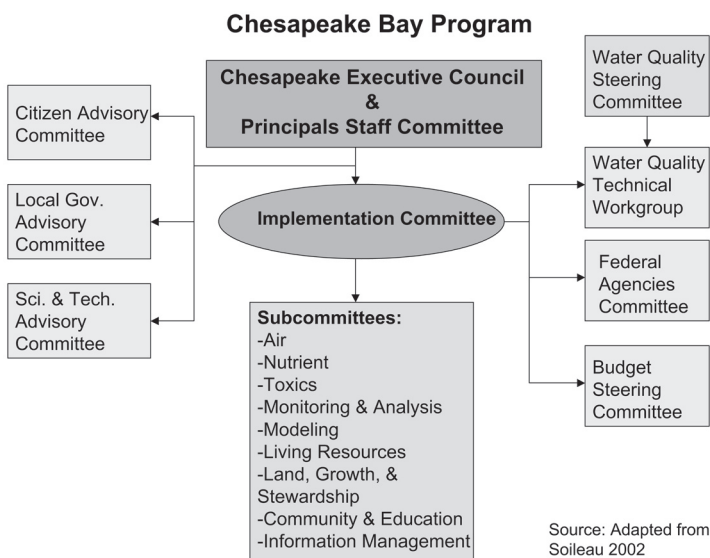 Chesapeake Bay Program
Chesapeake Executive Council
&
Principals Staff Committee
Citizen Advisory
Committee
Local Gov.
Advisory
Committee
Sci. & Tech.
Advisory
Committee
Implementation Committee
Subcommittees:
-Air
-Nutrient
-Toxics
-Monitoring & Analysis
-Modeling
-Living Resources
-Land, Growth, &
Stewardship
-Community & Education
-Information Management
Water Quality
Steering
Committee
Water Quality
Technical
Workgroup
Federal
Agencies
Committee
Budget
Steering
Committee
Source: Adapted from
Soileau 2002